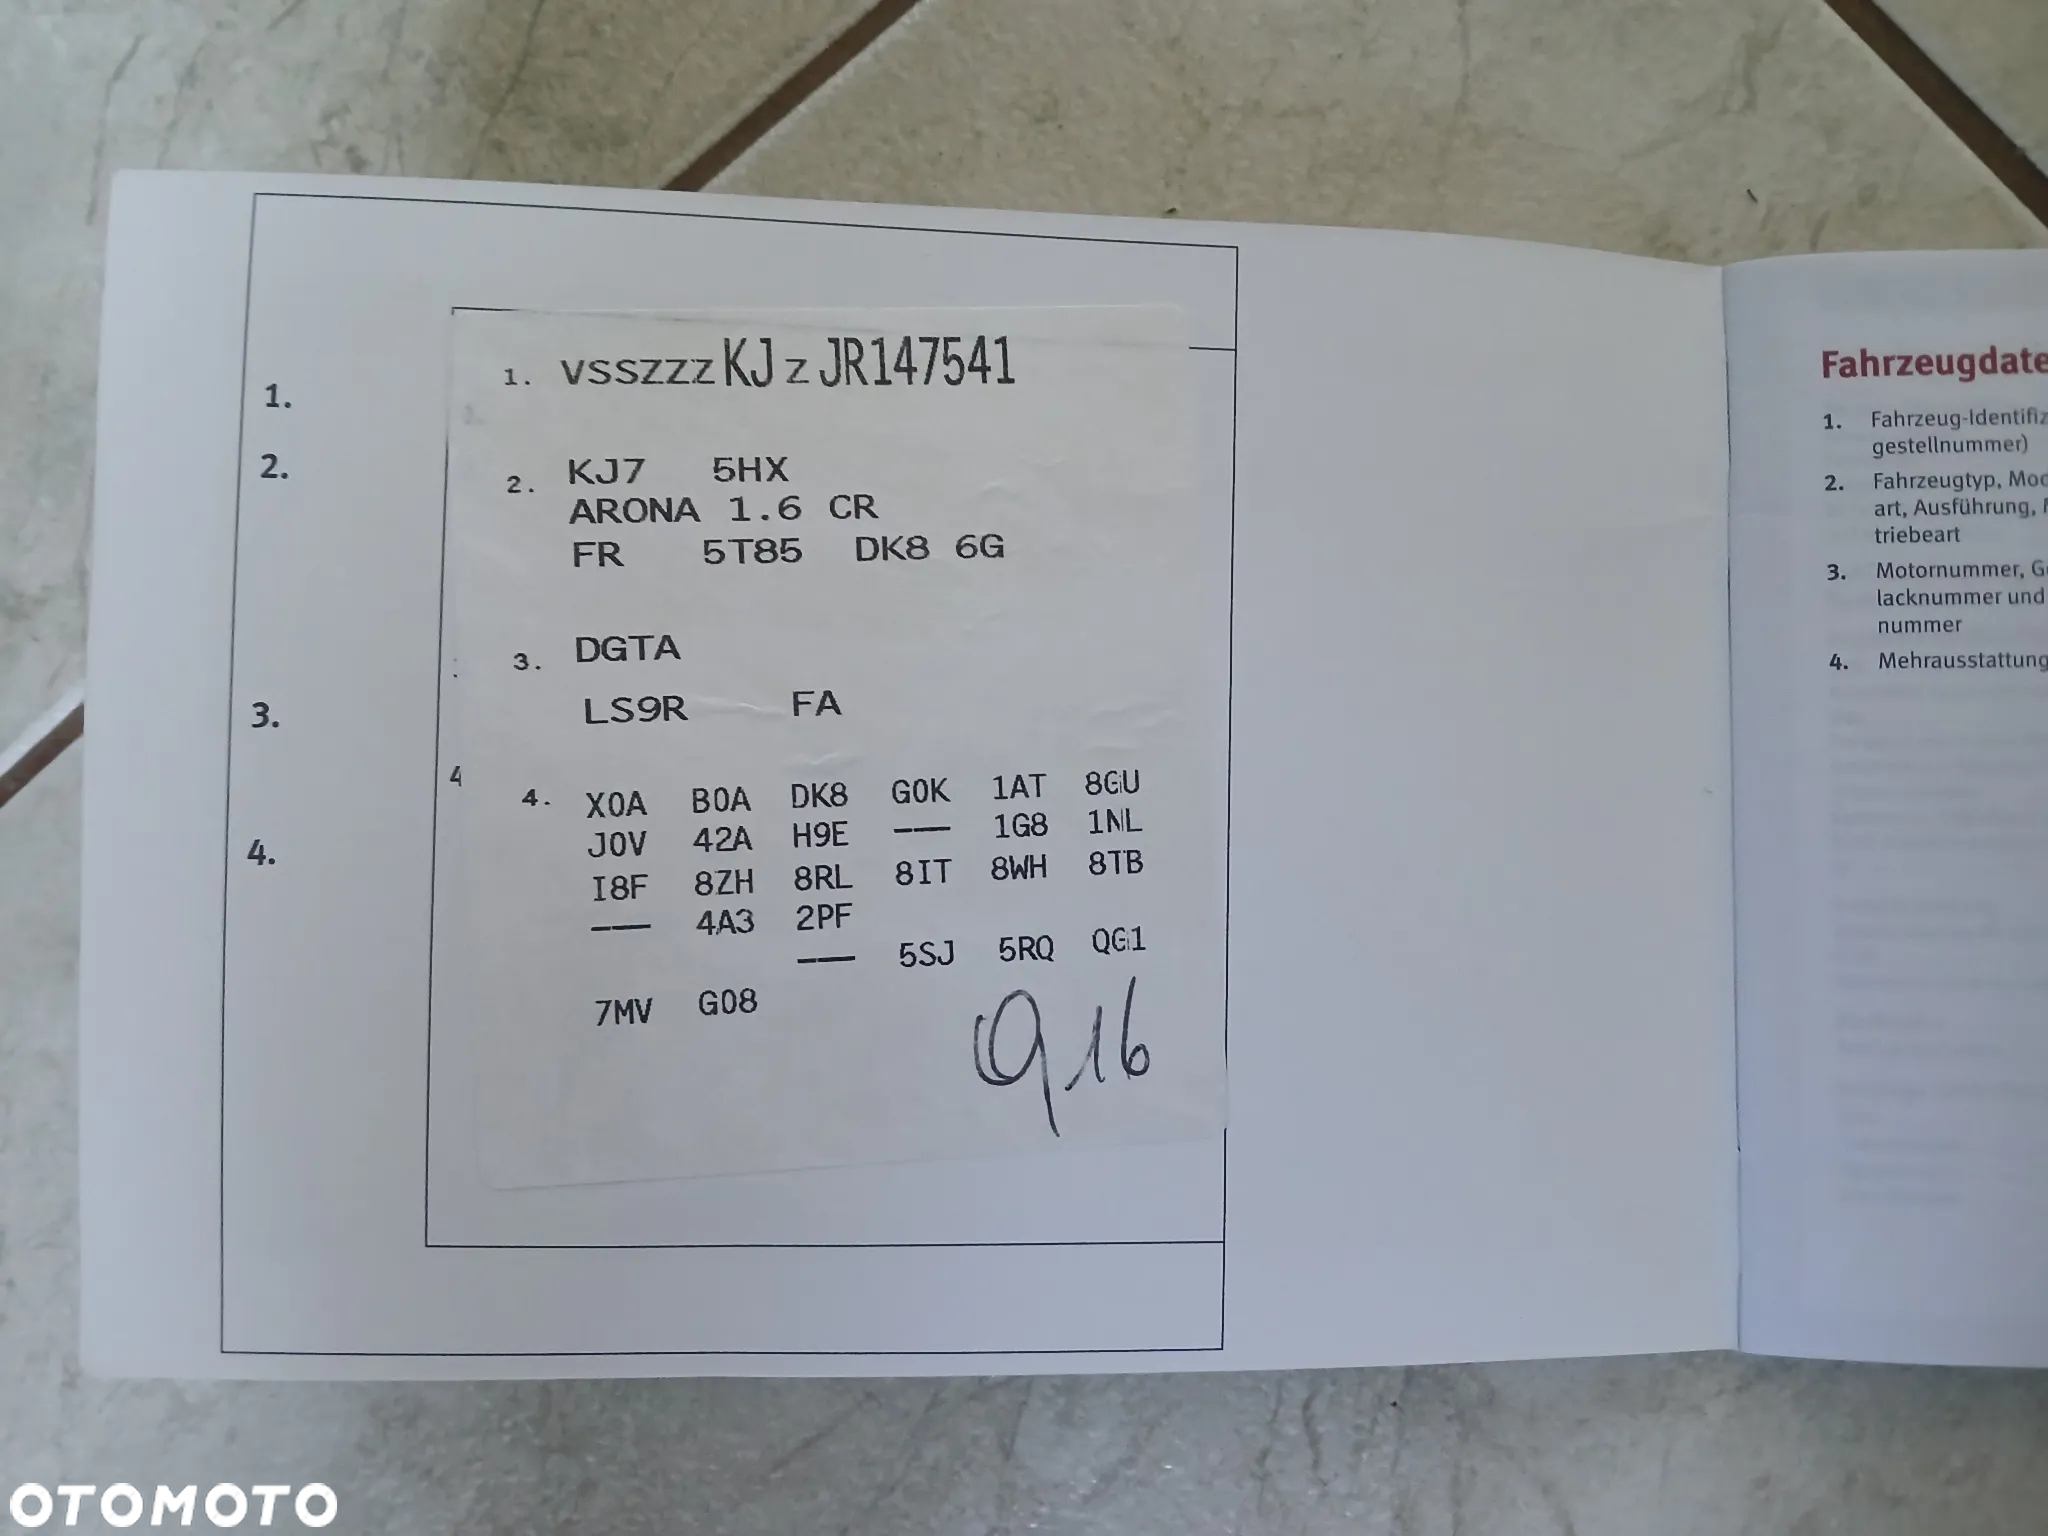 1.
2.
3.
4.
1. VSSZZZKJZJR147541
2. KJ7 5HX
ARONA 1.6 CR
FR 5T85 DK8 6G
3. DGTA
LS9R FA
4
4. X0A B0A DK8 G0K 1AT 8GU
J0V 42A H9E --- 1G8 1NL
I8F 8ZH 8RL 8IT 8WH 8TB
--- 4A3 2PF
--- 5SJ 5RQ QG1
7MV G08
Q16
Fahrzeugdate
1. Fahrzeug-Identifiz
gestellnummer)
2. Fahrzeugtyp, Mo
art, Ausführung,
triebeart
3. Motornummer, G
lacknummer und
nummer
4. Mehrausstattung
OTOMOTO